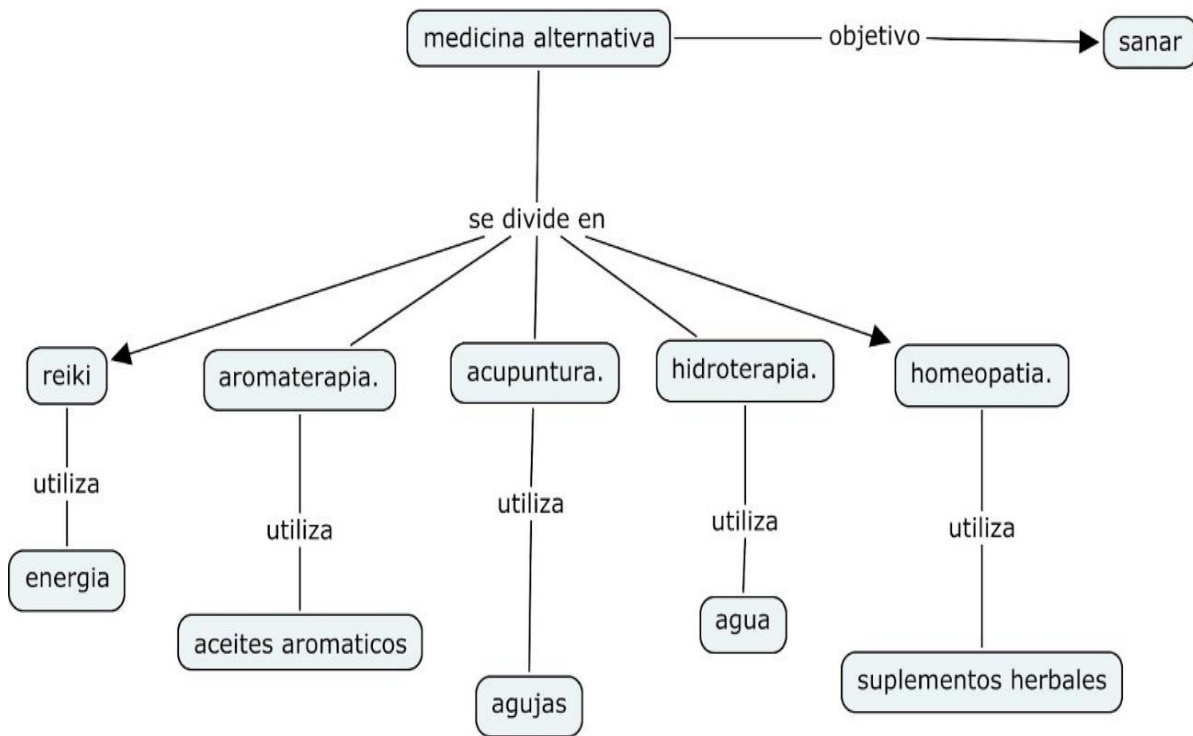 medicina alternativa
objetivo
sanar
se divide en
reiki
aromaterapia.
acupuntura.
hidroterapia.
homeopatia.
utiliza
utiliza
utiliza
utiliza
utiliza
energia
aceites aromaticos
agujas
agua
suplementos herbales